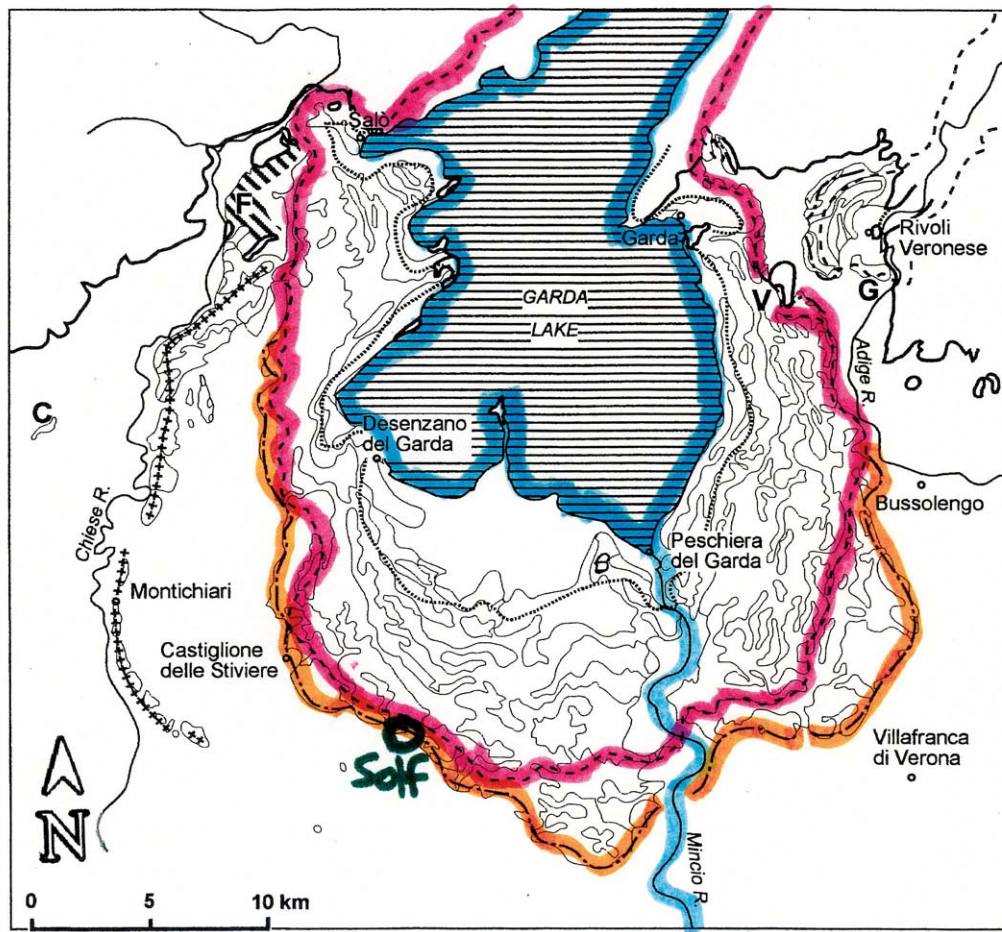 Salò
F
Garda
Rivoli
Veronese
V
G
GARDA
LAKE
Adige R.
C
Desenzano
del Garda
Bussolengo
Chiese R.
Peschiera
del Garda
B
Montichiari
Castiglione
delle Stiviere
Solf
Villafranca
di Verona
N
Mincio R.
0 5 10 km